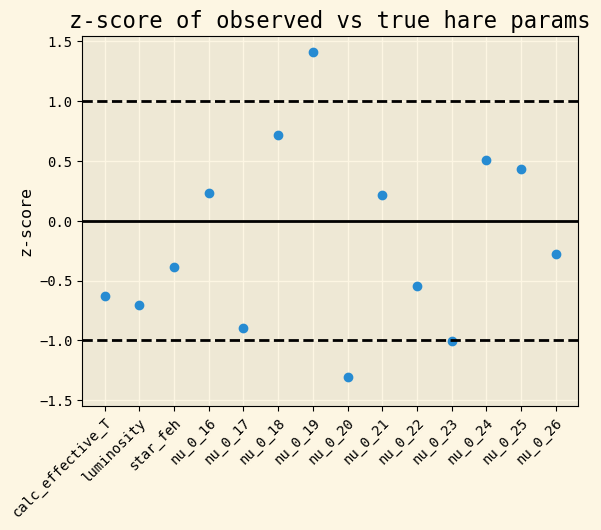 z-score of observed vs true hare params
z-score
1.5
1.0
0.5
0.0
−0.5
−1.0
−1.5
calc_effective_T
luminosity
star_feh
nu_0_16
nu_0_17
nu_0_18
nu_0_19
nu_0_20
nu_0_21
nu_0_22
nu_0_23
nu_0_24
nu_0_25
nu_0_26